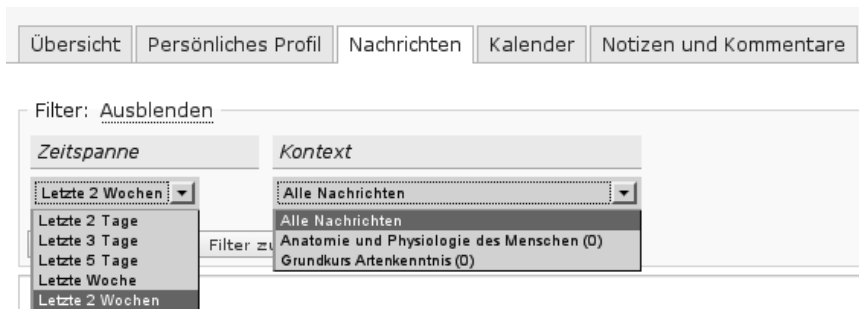 Übersicht Persönliches Profil Nachrichten Kalender Notizen und Kommentare
Filter: Ausblenden
Zeitspanne Kontext
Letzte 2 Wochen Alle Nachrichten
Letzte 2 Tage Alle Nachrichten
Letzte 3 Tage Filter Anatomie und Physiologie des Menschen (0)
Letzte 5 Tage Grundkurs Artenkenntnis (0)
Letzte Woche
Letzte 2 Wochen